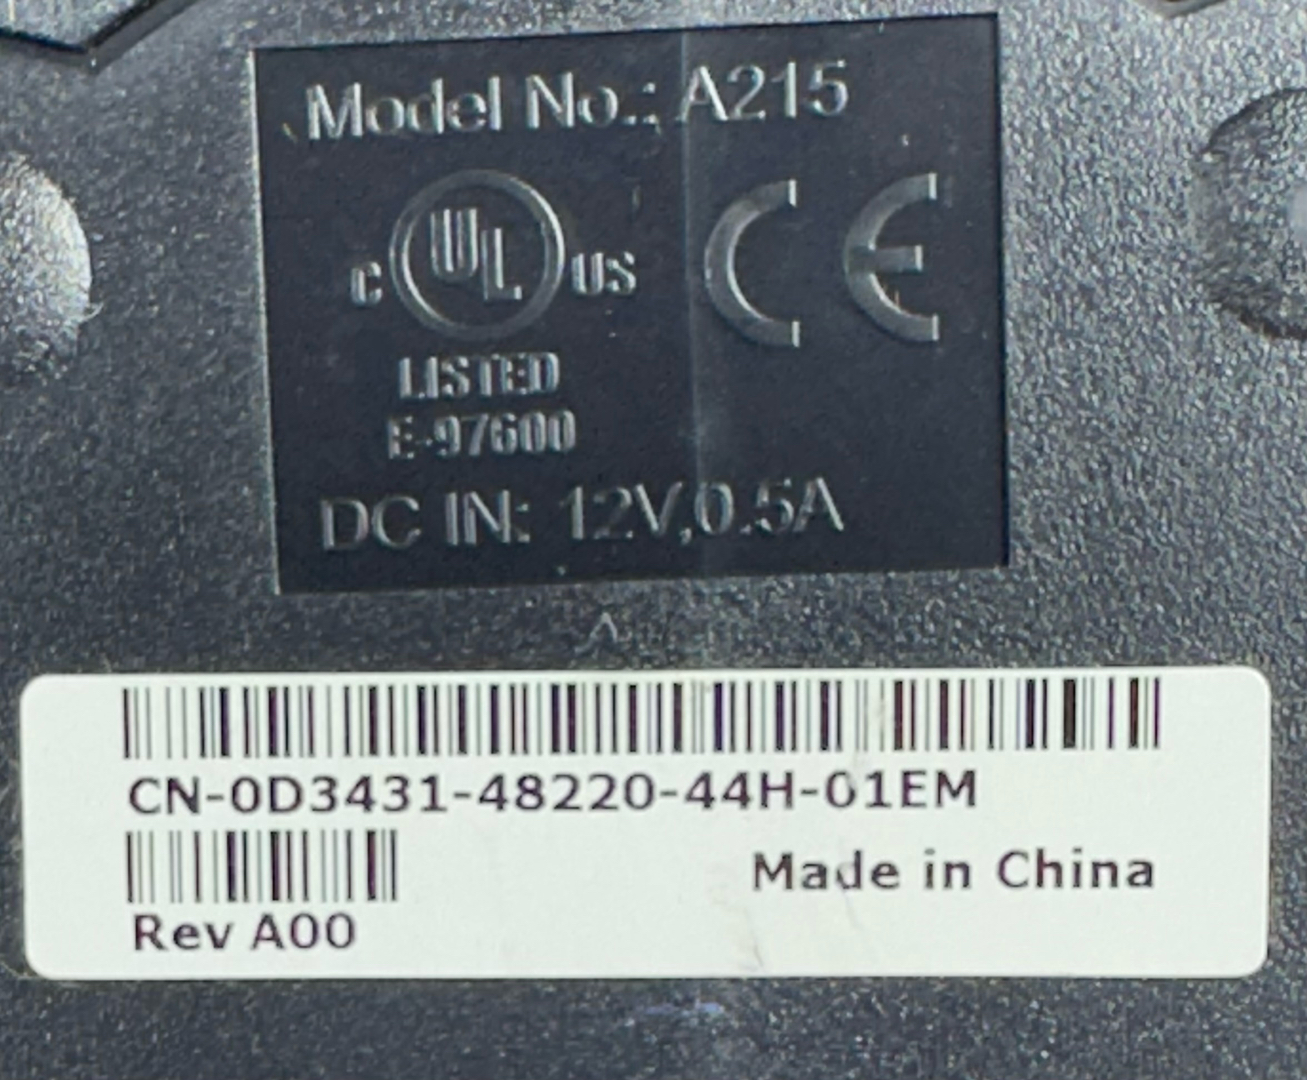 Model No.: A215
c UL US CE
LISTED
E-97600
DC IN: 12V,0.5A
CN-0D3431-48220-44H-01EM
Made in China
Rev A00